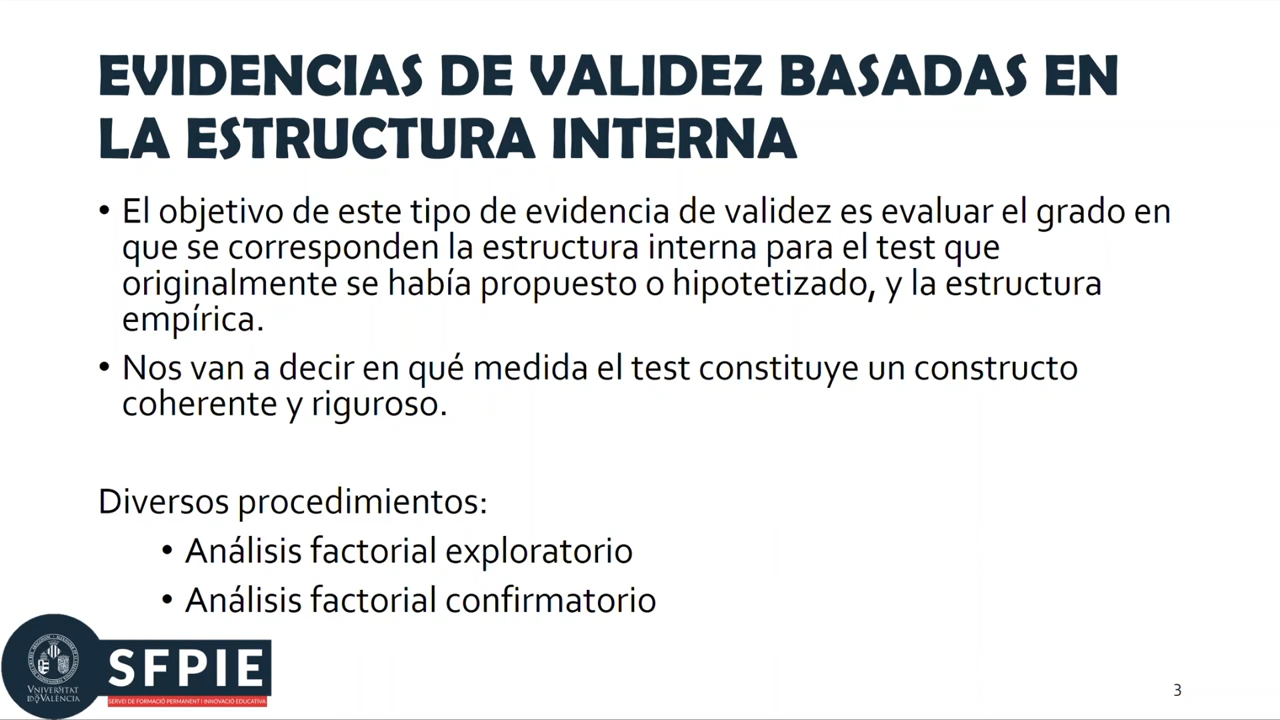 EVIDENCIAS DE VALIDEZ BASADAS EN
LA ESTRUCTURA INTERNA
• El objetivo de este tipo de evidencia de validez es evaluar el grado en
que se corresponden la estructura interna para el test que
originalmente se había propuesto o hipotetizado, y la estructura
empírica.
• Nos van a decir en qué medida el test constituye un constructo
coherente y riguroso.
Diversos procedimientos:
• Análisis factorial exploratorio
• Análisis factorial confirmatorio
VNIVERSITAT
ID VALÈNCIA
SFPIE
SERVEI DE FORMACIÓ PERMANENT I INNOVACIÓ EDUCATIVA
3